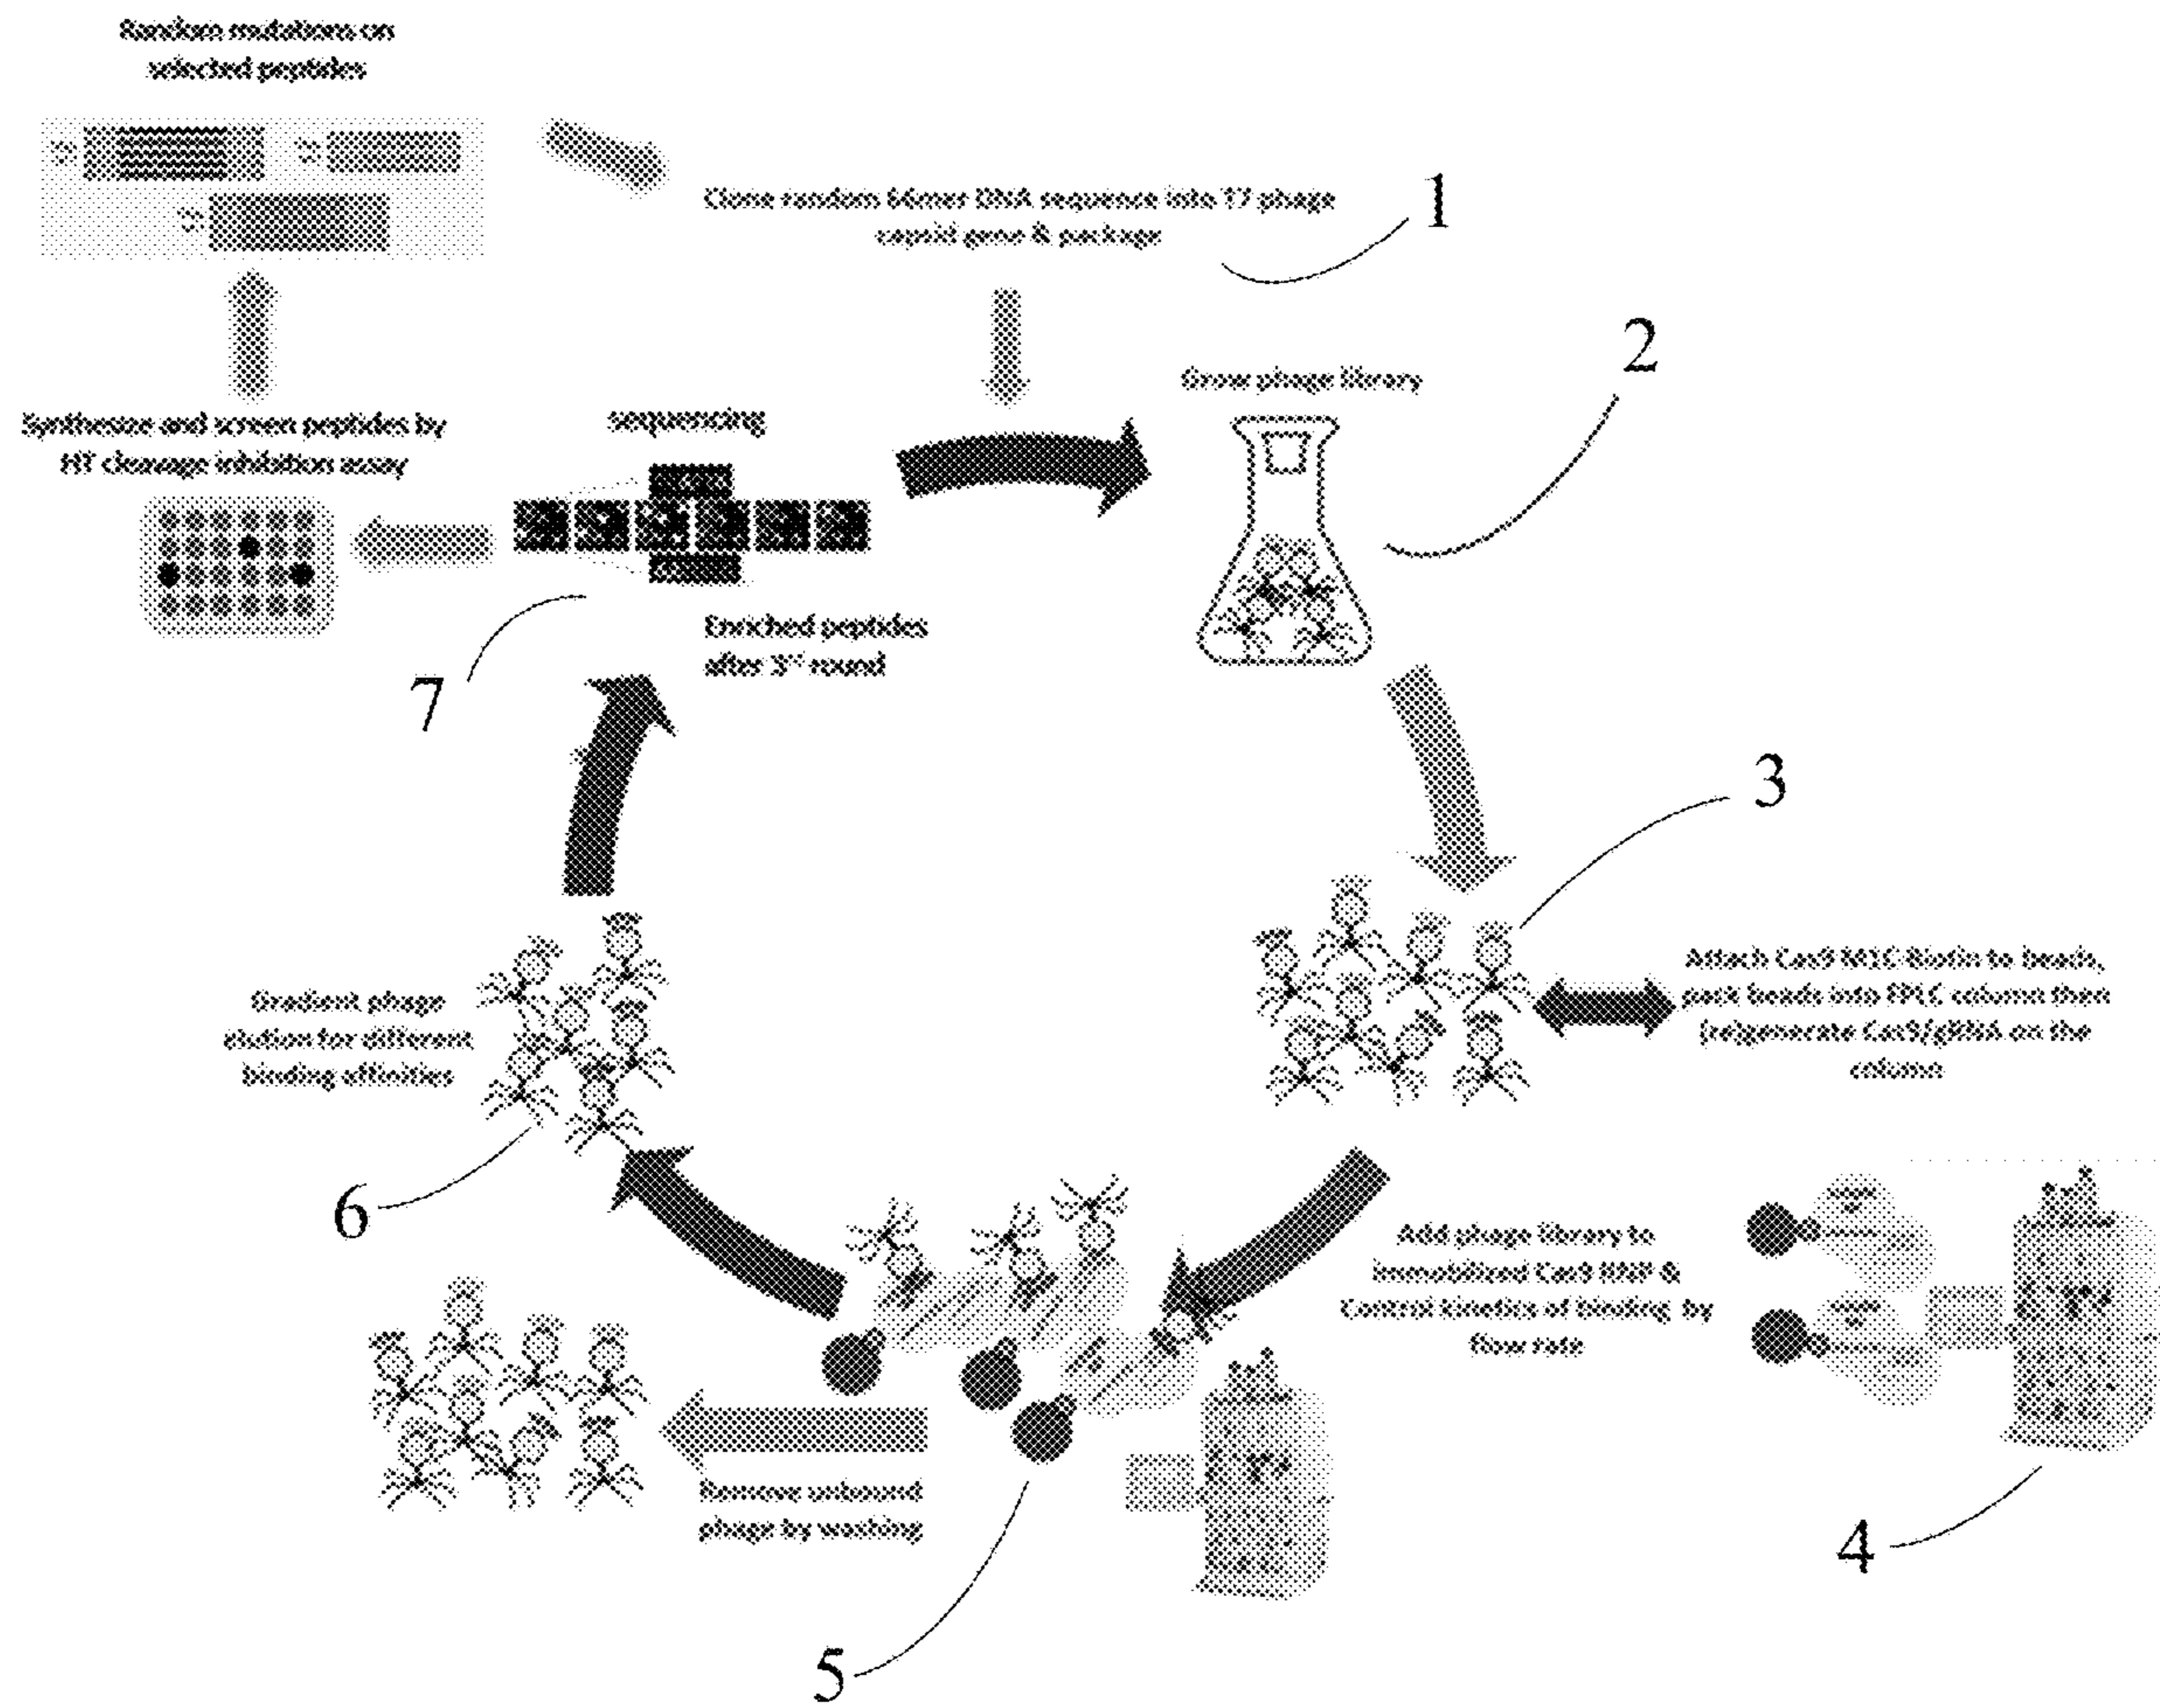 Random mutations on
selected peptides
Clone random 66mer DNA sequence into T7 phage
capsid gene & package
1
2
Grow phage library
Synthesize and screen peptides by
HT cleavage inhibition assay
sequencing
Enriched peptides
after 3rd round
7
3
Attach Cas9 M1C Biotin to beads,
pack beads into FPLC column then
(re)generate Cas9/gRNA on the
column
Gradient phage
elution for different
binding affinities
6
Add phage library to
immobilized Cas9 RNP &
Control kinetics of binding by
flow rate
Remove unbound
phage by washing
4
5